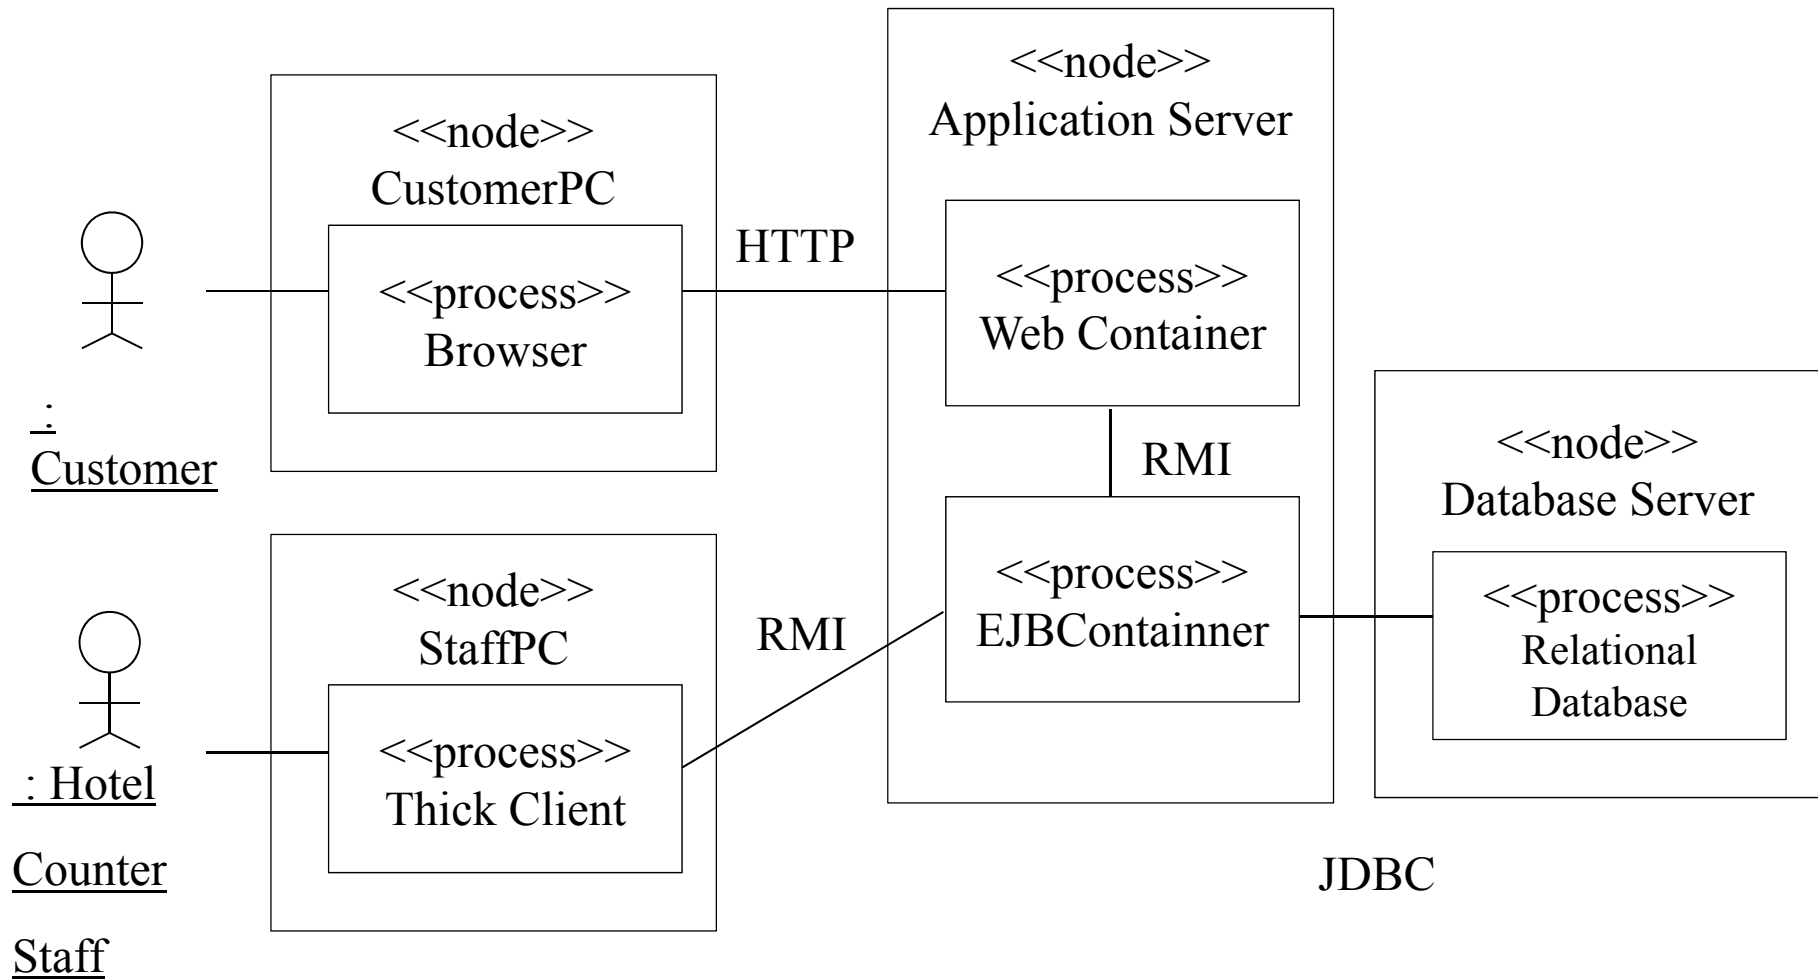 <<node>>
CustomerPC
<<process>>
Browser
:
Customer
HTTP
<<node>>
Application Server
<<process>>
Web Container
RMI
<<process>>
EJBContainner
<<node>>
StaffPC
<<process>>
Thick Client
RMI
: Hotel
Counter
Staff
<<node>>
Database Server
<<process>>
Relational
Database
JDBC